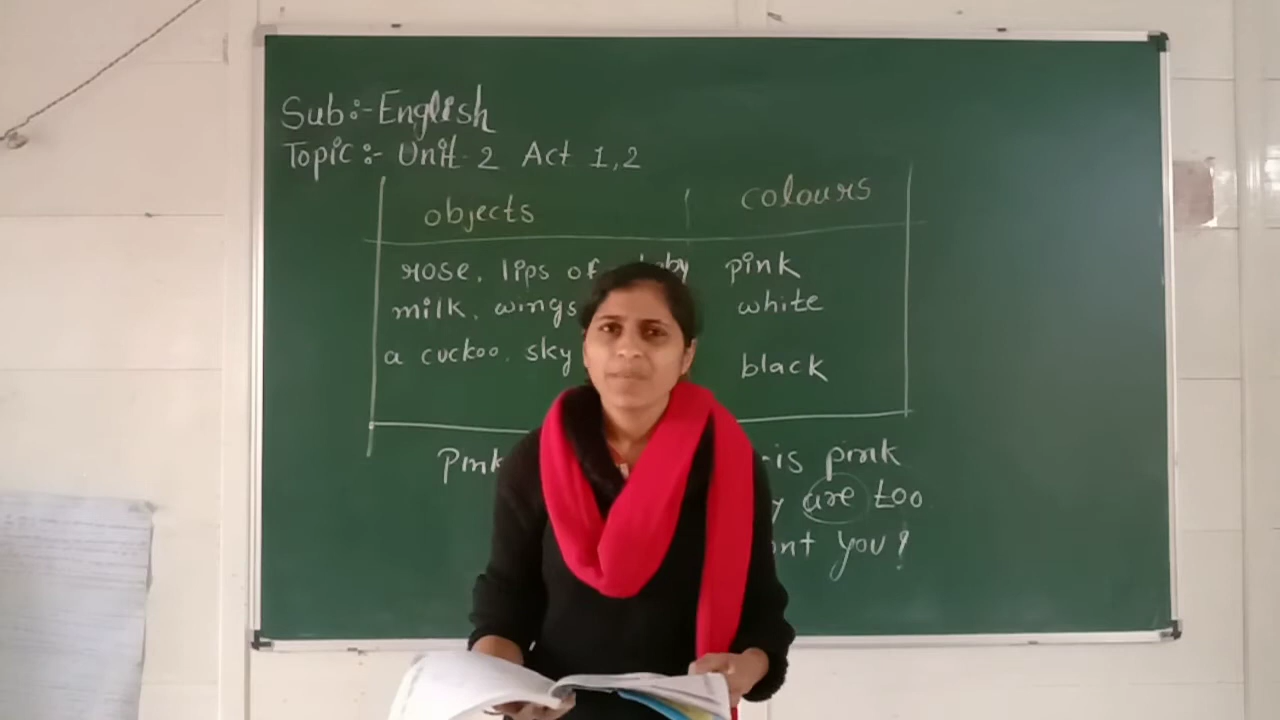 Sub:- English
Topic:- Unit-2 Act 1,2
objects colours
rose, lips of baby pink
milk, wings white
a cuckoo, sky black
Pink is pink
are too
you?